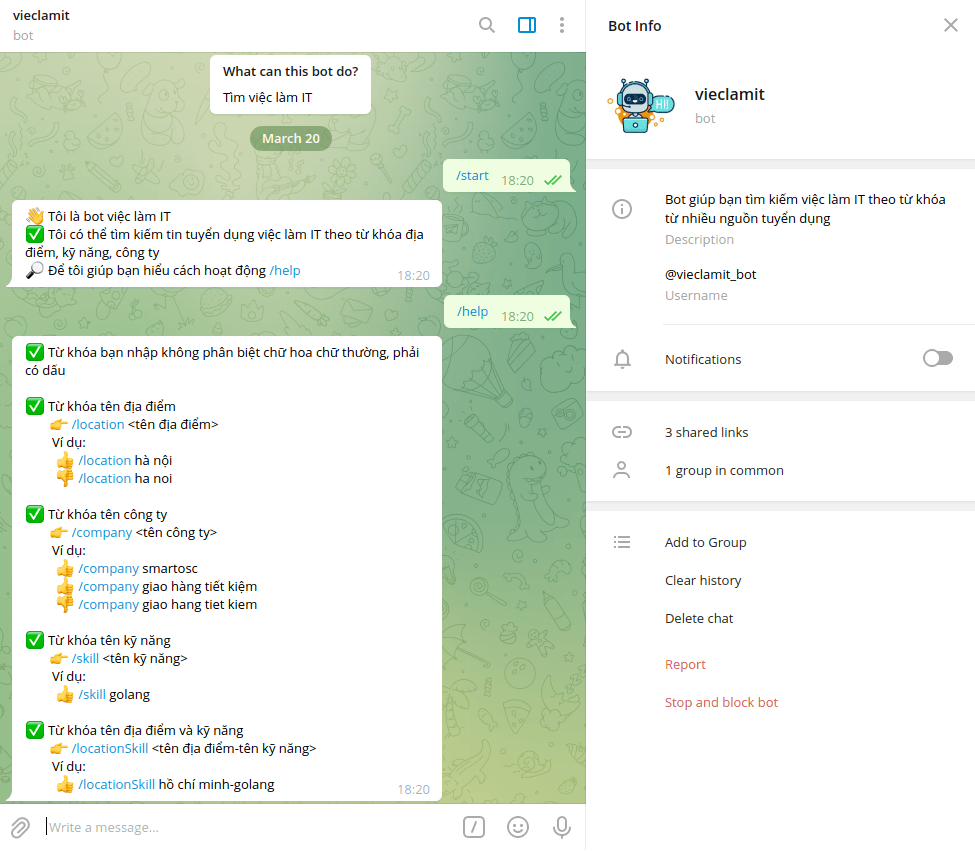 vieclamit
bot
What can this bot do?
Tìm việc làm IT
March 20
/start 18:20
👋 Tôi là bot việc làm IT
✅ Tôi có thể tìm kiếm tin tuyển dụng việc làm IT theo từ khóa địa
điểm, kỹ năng, công ty
🔎 Để tôi giúp bạn hiểu cách hoạt động /help 18:20
/help 18:20
✅ Từ khóa bạn nhập không phân biệt chữ hoa chữ thường, phải
có dấu
✅ Từ khóa tên địa điểm
👉 /location <tên địa điểm>
Ví dụ:
👍 /location hà nội
👎 /location ha noi
✅ Từ khóa tên công ty
👉 /company <tên công ty>
Ví dụ:
👍 /company smartosc
👍 /company giao hàng tiết kiệm
👎 /company giao hang tiet kiem
✅ Từ khóa tên kỹ năng
👉 /skill <tên kỹ năng>
Ví dụ:
👍 /skill golang
✅ Từ khóa tên địa điểm và kỹ năng
👉 /locationSkill <tên địa điểm-tên kỹ năng>
Ví dụ:
👍 /locationSkill hồ chí minh-golang 18:20
Write a message...
Bot Info
Hi!
vieclamit
bot
Bot giúp bạn tìm kiếm việc làm IT theo từ khóa
từ nhiều nguồn tuyển dụng
Description
@vieclamit_bot
Username
Notifications
3 shared links
1 group in common
Add to Group
Clear history
Delete chat
Report
Stop and block bot